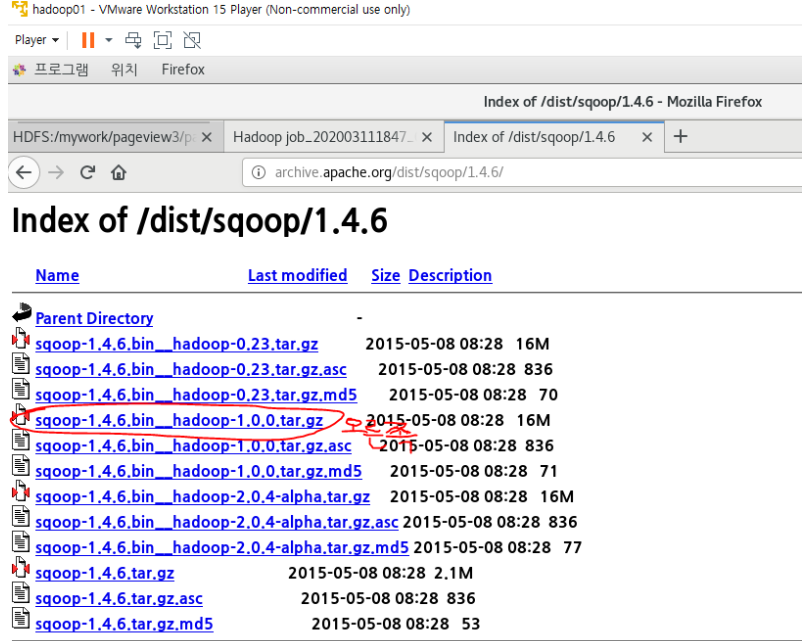 hadoop01 - VMware Workstation 15 Player (Non-commercial use only)
Player
프로그램 위치 Firefox
Index of /dist/sqoop/1.4.6 - Mozilla Firefox
HDFS:/mywork/pageview3/p Hadoop job_202003111847_ Index of /dist/sqoop/1.4.6
archive.apache.org/dist/sqoop/1.4.6/
Index of /dist/sqoop/1.4.6
Name Last modified Size Description
Parent Directory -
sqoop-1.4.6.bin__hadoop-0.23.tar.gz 2015-05-08 08:28 16M
sqoop-1.4.6.bin__hadoop-0.23.tar.gz.asc 2015-05-08 08:28 836
sqoop-1.4.6.bin__hadoop-0.23.tar.gz.md5 2015-05-08 08:28 70
sqoop-1.4.6.bin__hadoop-1.0.0.tar.gz 오른쪽 2015-05-08 08:28 16M
sqoop-1.4.6.bin__hadoop-1.0.0.tar.gz.asc 2015-05-08 08:28 836
sqoop-1.4.6.bin__hadoop-1.0.0.tar.gz.md5 2015-05-08 08:28 71
sqoop-1.4.6.bin__hadoop-2.0.4-alpha.tar.gz 2015-05-08 08:28 16M
sqoop-1.4.6.bin__hadoop-2.0.4-alpha.tar.gz.asc 2015-05-08 08:28 836
sqoop-1.4.6.bin__hadoop-2.0.4-alpha.tar.gz.md5 2015-05-08 08:28 77
sqoop-1.4.6.tar.gz 2015-05-08 08:28 2.1M
sqoop-1.4.6.tar.gz.asc 2015-05-08 08:28 836
sqoop-1.4.6.tar.gz.md5 2015-05-08 08:28 53